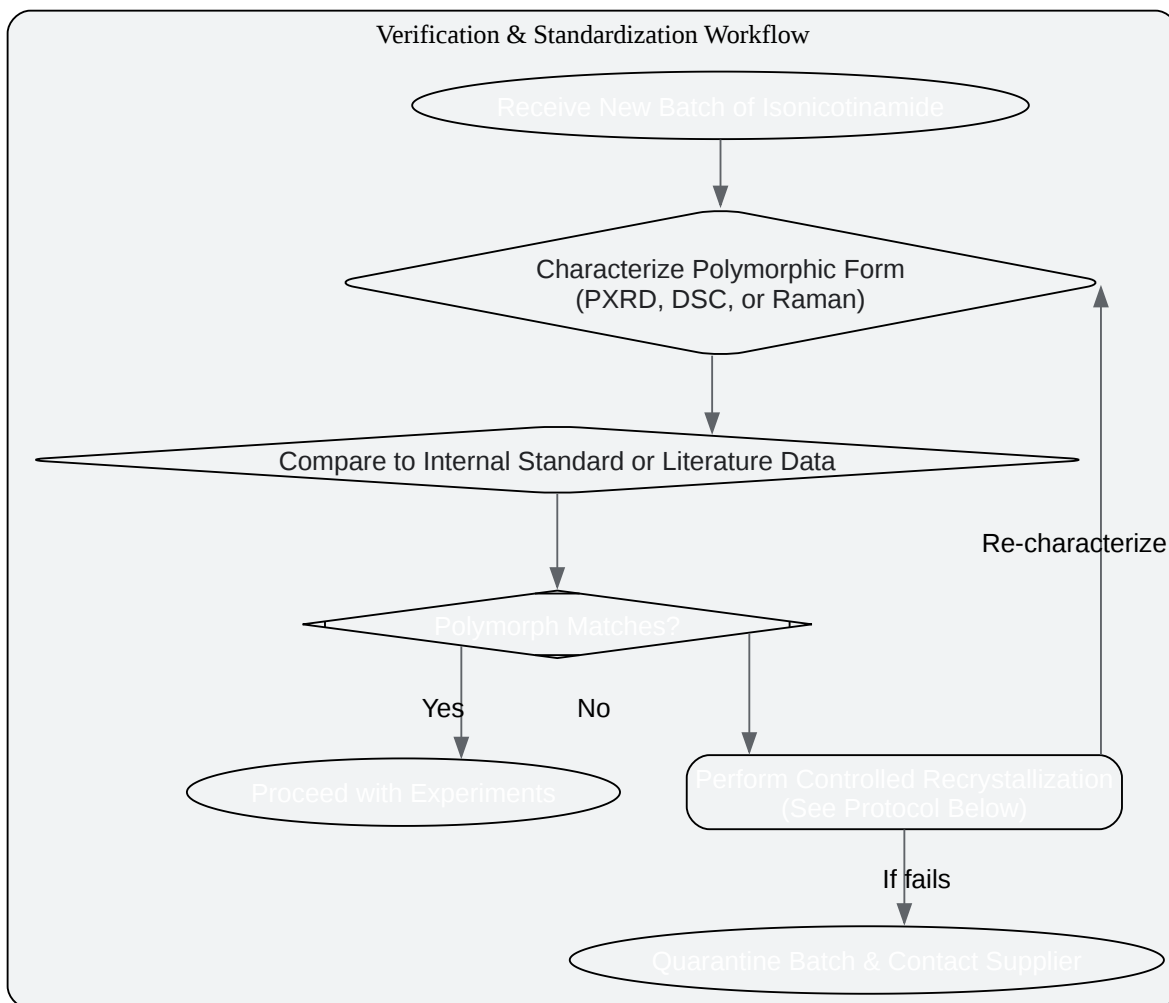 Verification & Standardization Workflow
Receive New Batch of Isonicotinamide
Characterize Polymorphic Form
(PXRD, DSC, or Raman)
Compare to Internal Standard or Literature Data
Re-characterize
Polymorph Matches?
Yes
No
Proceed with Experiments
Perform Controlled Recrystallization
(See Protocol Below)
If fails
Quarantine Batch & Contact Supplier